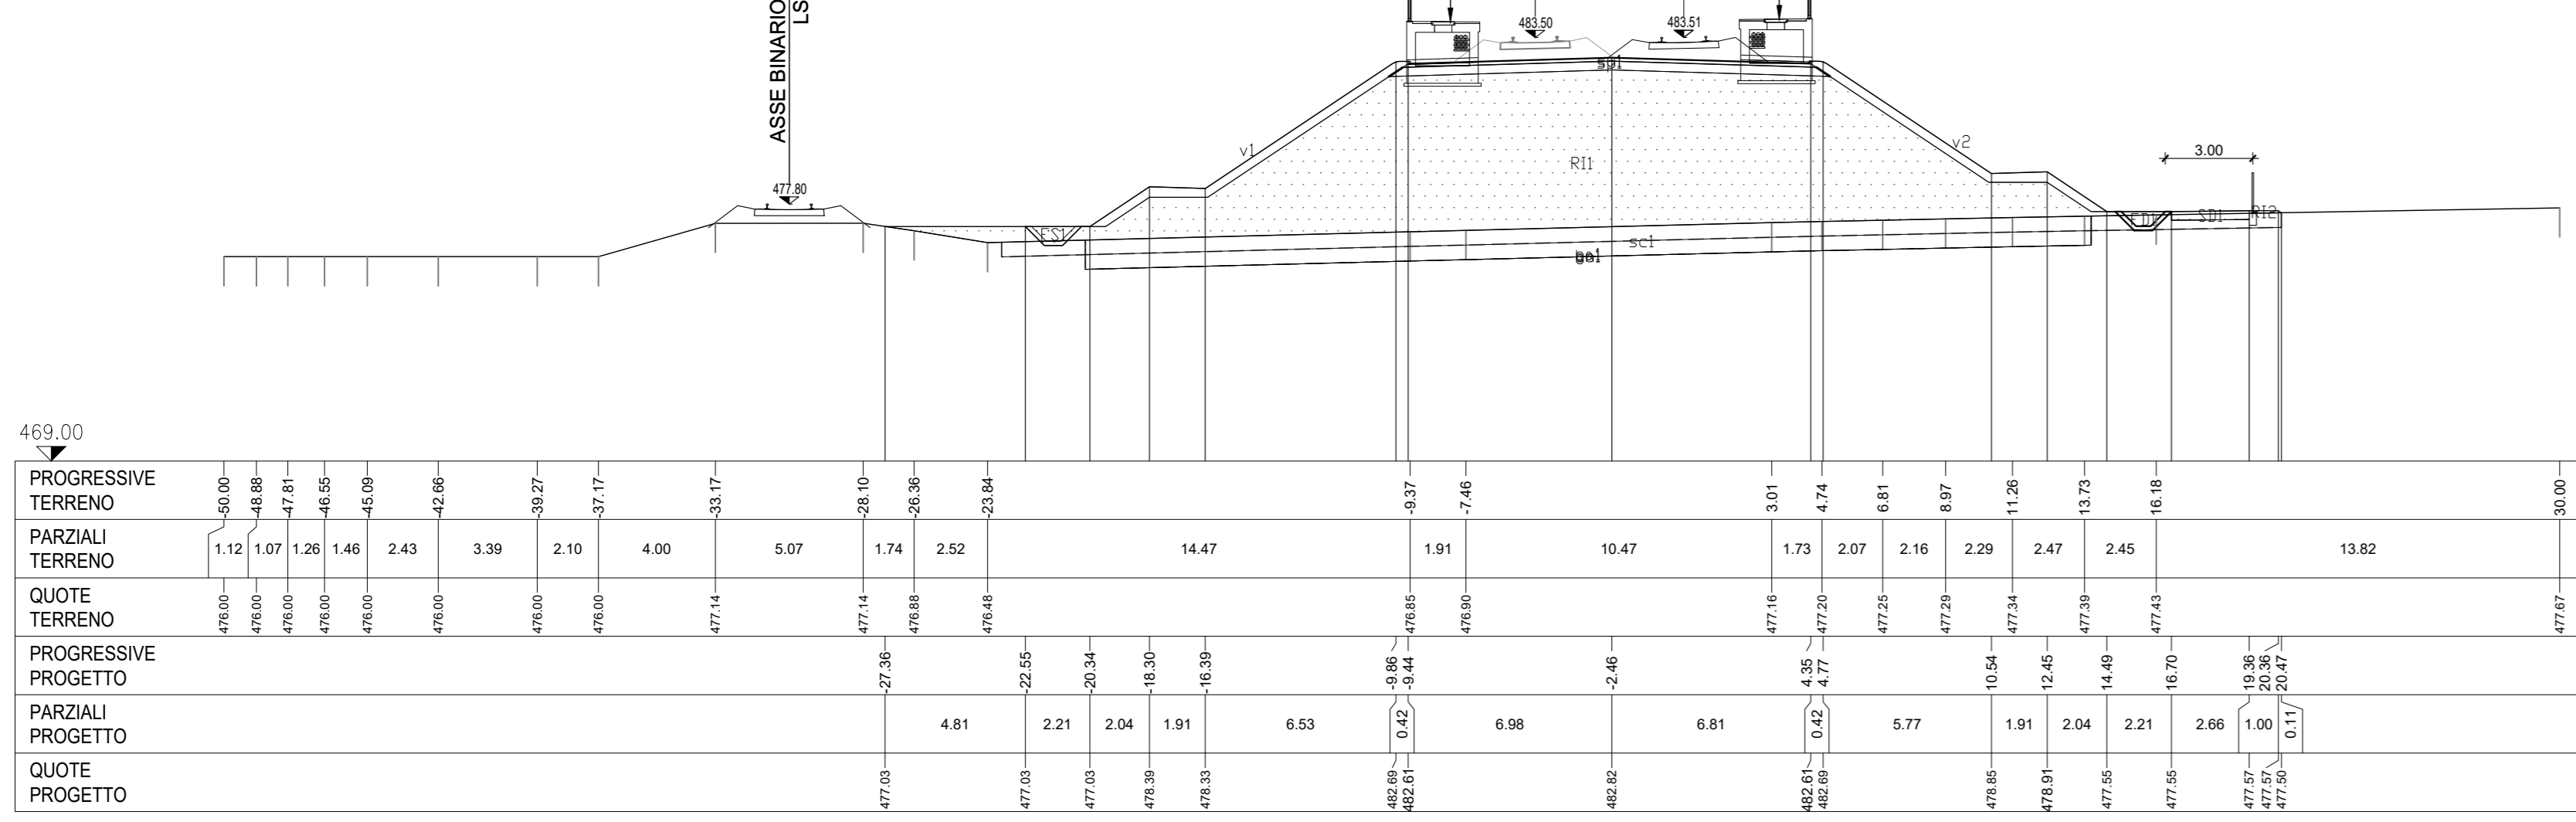 ASSE BINARIO
LS
483.50
483.51
sp1
v1
v2
RI1
3.00
477.80
FS1
FD1
SD1
RI2
sc1
469.00
PROGRESSIVE
TERRENO
-50.00 -48.88 -47.81 -46.55 -45.09 -42.66 -39.27 -37.17 -33.17 -28.10 -26.36 -23.84 -9.37 -7.46 3.01 4.74 6.81 8.97 11.26 13.73 16.18 30.00
PARZIALI
TERRENO
1.12 1.07 1.26 1.46 2.43 3.39 2.10 4.00 5.07 1.74 2.52 14.47 1.91 10.47 1.73 2.07 2.16 2.29 2.47 2.45 13.82
QUOTE
TERRENO
476.00 476.00 476.00 476.00 476.00 476.00 476.00 476.00 477.14 477.14 476.88 476.48 476.85 476.90 477.16 477.20 477.25 477.29 477.34 477.39 477.43 477.67
PROGRESSIVE
PROGETTO
-27.36 -22.55 -20.34 -18.30 -16.39 -9.86 -9.44 -2.46 4.35 4.77 10.54 12.45 14.49 16.70 19.36 20.36 20.47
PARZIALI
PROGETTO
4.81 2.21 2.04 1.91 6.53 0.42 6.98 6.81 0.42 5.77 1.91 2.04 2.21 2.66 1.00 0.11
QUOTE
PROGETTO
477.03 477.03 477.03 478.39 478.33 482.69 482.61 482.82 482.61 482.69 478.85 478.91 477.55 477.55 477.57 477.57 477.50